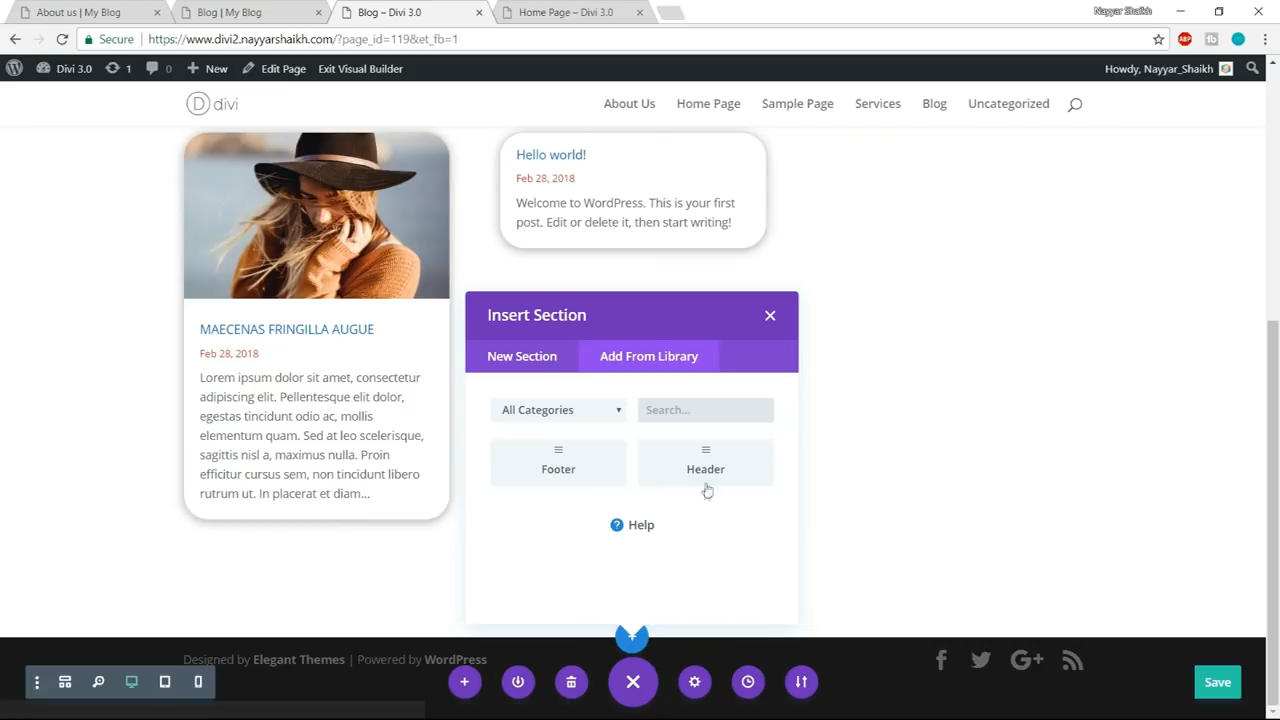 About us | My Blog
Blog | My Blog
Blog – Divi 3.0
Home Page – Divi 3.0
Nayyar Shaikh
Secure
https://www.divi2.nayyarshaikh.com/?page_id=119&et_fb=1
ABP
fb
Divi 3.0
1
0
New
Edit Page
Exit Visual Builder
Howdy, Nayyar_Shaikh
D divi
About Us
Home Page
Sample Page
Services
Blog
Uncategorized
Hello world!
Feb 28, 2018
Welcome to WordPress. This is your first
post. Edit or delete it, then start writing!
MAECENAS FRINGILLA AUGUE
Feb 28, 2018
Lorem ipsum dolor sit amet, consectetur
adipiscing elit. Pellentesque elit dolor,
egestas tincidunt odio ac, mollis
elementum quam. Sed at leo scelerisque,
sagittis nisl a, maximus nulla. Proin
efficitur cursus sem, non tincidunt libero
rutrum ut. In placerat et diam...
Insert Section
New Section
Add From Library
All Categories
Search...
Footer
Header
? Help
Designed by Elegant Themes | Powered by WordPress
Save